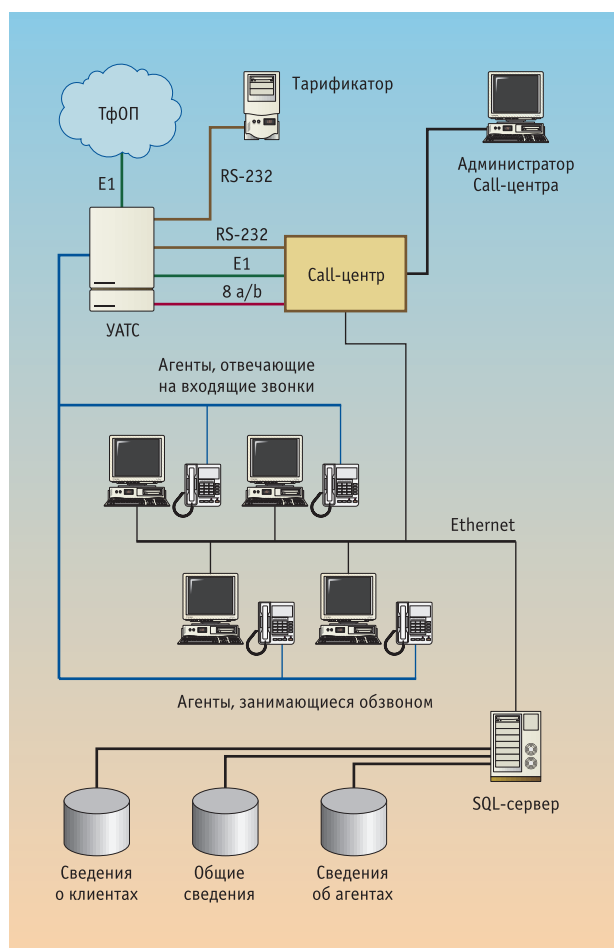 ТфОП
Тарификатор
Администратор
Call-центра
E1
RS-232
RS-232
E1
8 a/b
Call-центр
УАТС
Агенты, отвечающие
на входящие звонки
Ethernet
Агенты, занимающиеся обзвоном
SQL-сервер
Сведения
о клиентах
Общие
сведения
Сведения
об агентах